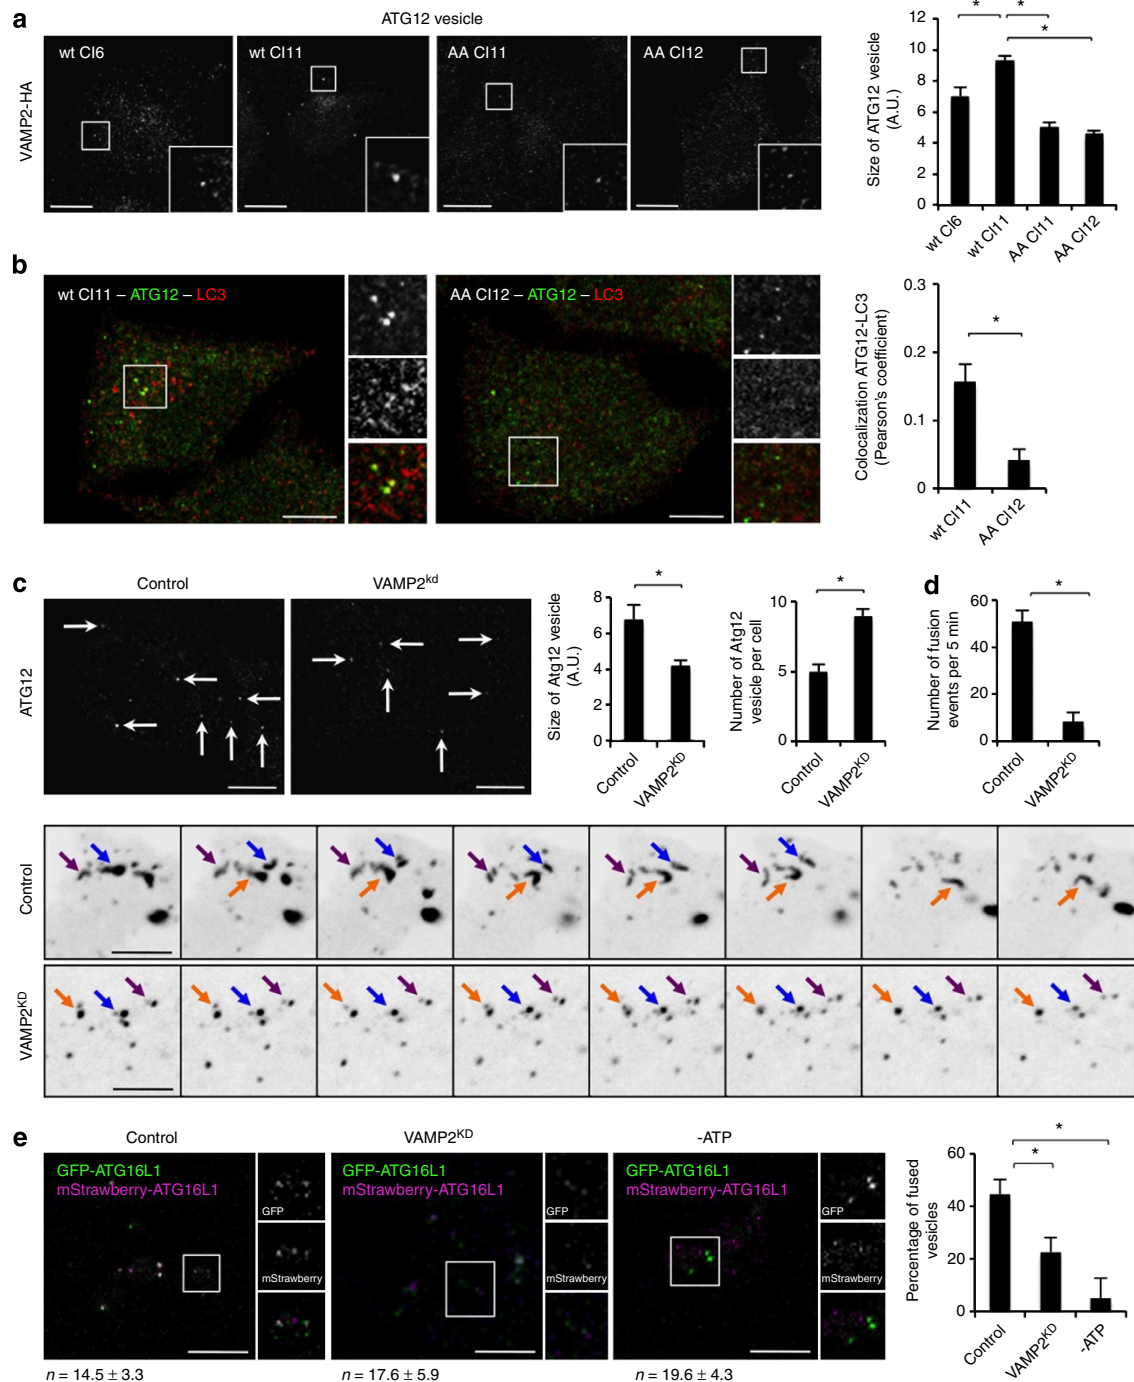 a
ATG12 vesicle
VAMP2-HA
wt Cl6
wt Cl11
AA Cl11
AA Cl12
Size of ATG12 vesicle
(A.U.)
12
10
8
6
4
2
0
* *
*
wt Cl6
wt Cl11
AA Cl11
AA Cl12
b
wt Cl11 – ATG12 – LC3
AA Cl12 – ATG12 – LC3
Colocalization ATG12-LC3
(Pearson's coefficient)
0.3
0.2
0.1
0
*
wt Cl11
AA Cl12
c
Control
VAMP2kd
ATG12
Size of Atg12 vesicle
(A.U.)
8
6
4
2
0
*
Control
VAMP2KD
Number of Atg12
vesicle per cell
10
5
0
*
Control
VAMP2KD
d
Number of fusion
events per 5 min
60
40
20
0
*
Control
VAMP2KD
Control
VAMP2KD
e
Control
VAMP2KD
-ATP
GFP-ATG16L1
mStrawberry-ATG16L1
GFP
mStrawberry
GFP-ATG16L1
mStrawberry-ATG16L1
GFP
mStrawberry
GFP-ATG16L1
mStrawberry-ATG16L1
GFP
mStrawberry
n = 14.5 ± 3.3
n = 17.6 ± 5.9
n = 19.6 ± 4.3
Percentage of fused
vesicles
60
40
20
0
*
*
Control
VAMP2KD
-ATP